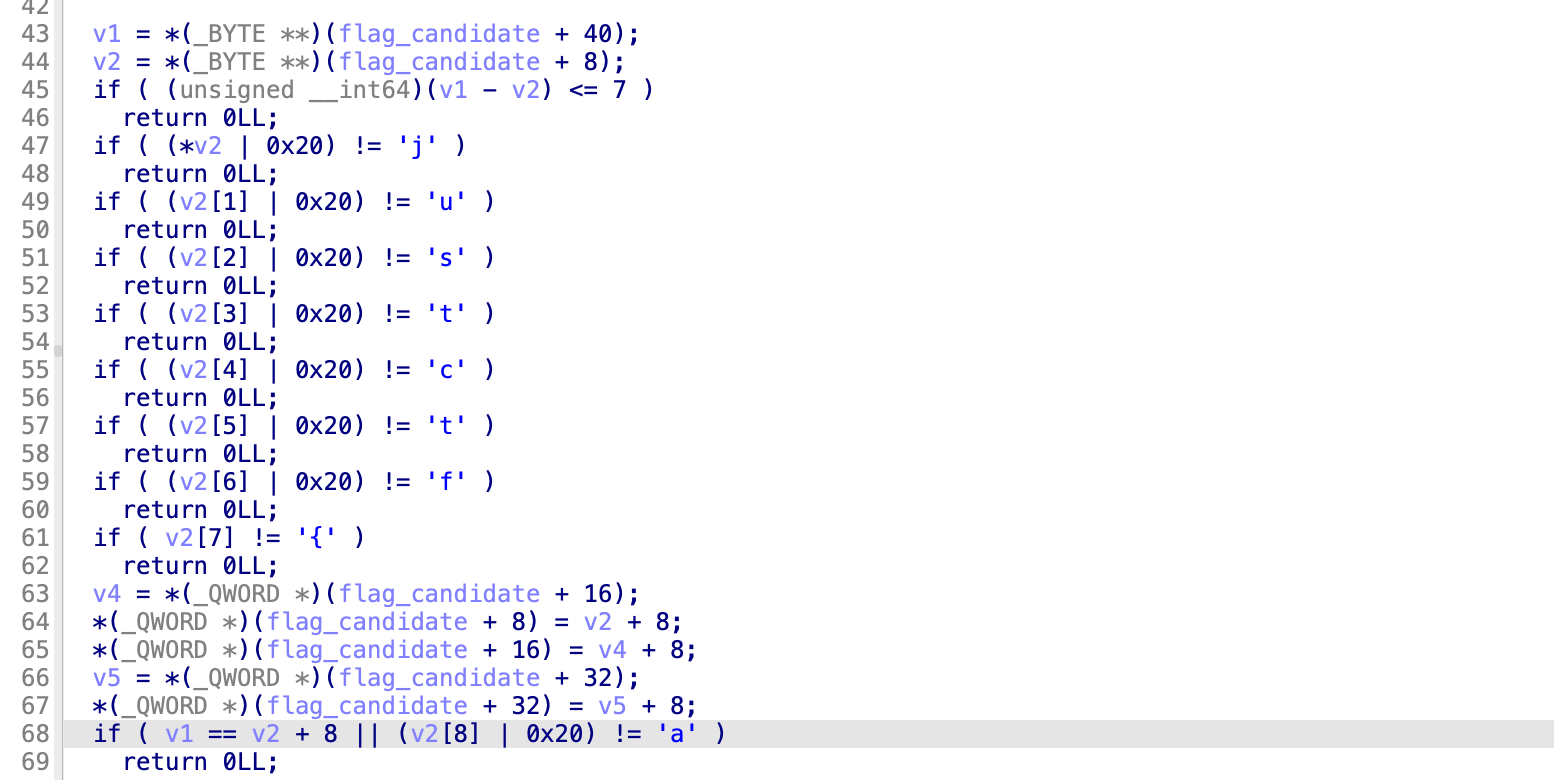 42
43 v1 = *(_BYTE **)(flag_candidate + 40);
44 v2 = *(_BYTE **)(flag_candidate + 8);
45 if ( (unsigned __int64)(v1 - v2) <= 7 )
46 return 0LL;
47 if ( (*v2 | 0x20) != 'j' )
48 return 0LL;
49 if ( (v2[1] | 0x20) != 'u' )
50 return 0LL;
51 if ( (v2[2] | 0x20) != 's' )
52 return 0LL;
53 if ( (v2[3] | 0x20) != 't' )
54 return 0LL;
55 if ( (v2[4] | 0x20) != 'c' )
56 return 0LL;
57 if ( (v2[5] | 0x20) != 't' )
58 return 0LL;
59 if ( (v2[6] | 0x20) != 'f' )
60 return 0LL;
61 if ( v2[7] != '{' )
62 return 0LL;
63 v4 = *(_QWORD *)(flag_candidate + 16);
64 *(_QWORD *)(flag_candidate + 8) = v2 + 8;
65 *(_QWORD *)(flag_candidate + 16) = v4 + 8;
66 v5 = *(_QWORD *)(flag_candidate + 32);
67 *(_QWORD *)(flag_candidate + 32) = v5 + 8;
68 if ( v1 == v2 + 8 || (v2[8] | 0x20) != 'a' )
69 return 0LL;